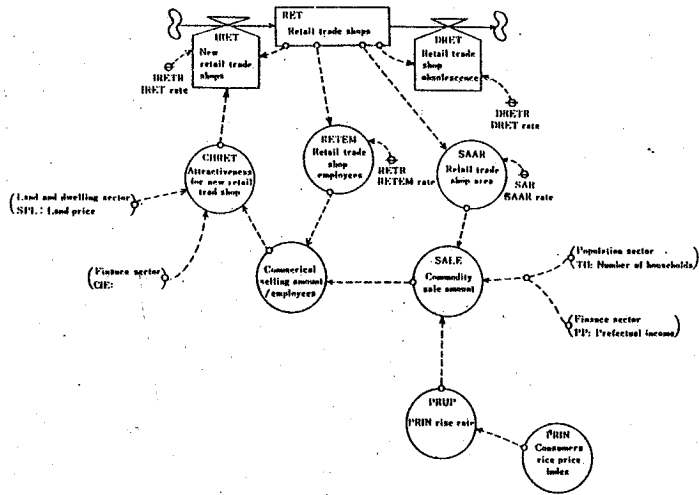 RET
Retail trade shops
IRET
New
retail trade
shops
DRET
Retail trade
shop
obsolescence
IRETR
IRET rate
DRETR
DRET rate
CHRET
Attractiveness
for new retail
trad shop
RETEM
Retail trade
shop
employees
RETR
RETEM rate
SAAR
Retail trade
shop area
SAR
SAAR rate
(Land and dwelling sector
SPL: Land price)
(Finance sector
CIE:)
Commerical
selling amount
/employees
SALE
Commodity
sale amount
(Population sector
TH: Number of households)
(Finance sector
PP: Prefectual income)
PRUP
PRIN rise rate
PRIN
Consumers
rice price
index